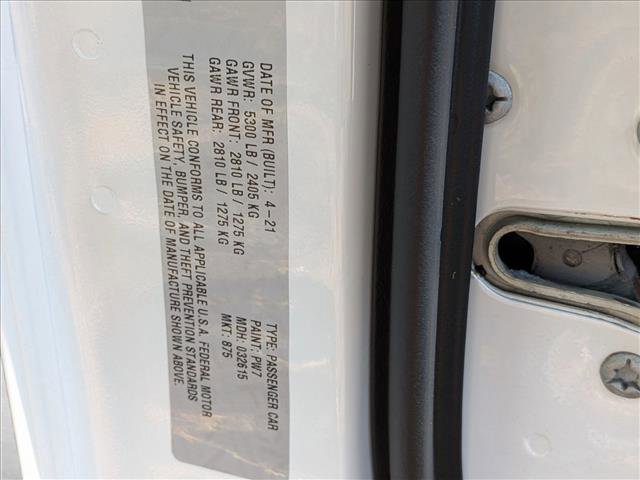 DATE OF MFR (BUILT): 4-21
GVWR: 5300 LB / 2405 KG
GAWR FRONT: 2810 LB / 1275 KG
GAWR REAR: 2810 LB / 1275 KG
TYPE: PASSENGER CAR
PAINT: PW7
MDH: 032615
MKT: 875
THIS VEHICLE CONFORMS TO ALL APPLICABLE U.S.A. FEDERAL MOTOR
VEHICLE SAFETY, BUMPER, AND THEFT PREVENTION STANDARDS
IN EFFECT ON THE DATE OF MANUFACTURE SHOWN ABOVE.